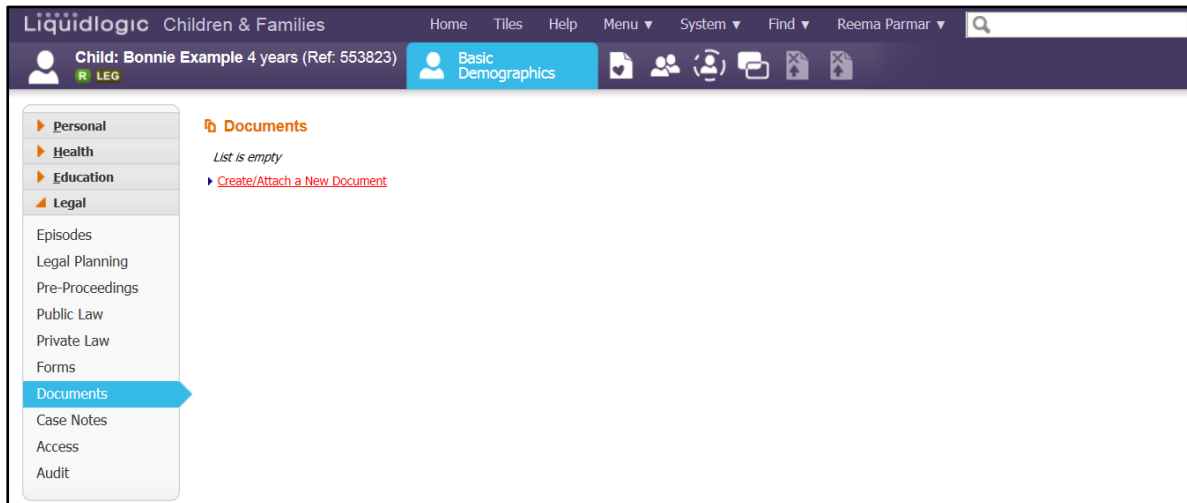 Liquidlogic Children & Families Home Tiles Help Menu ▼ System ▼ Find ▼ Reema Parmar ▼
Child: Bonnie Example 4 years (Ref: 553823)
R LEG
Basic
Demographics
Personal
Health
Education
Legal
Episodes
Legal Planning
Pre-Proceedings
Public Law
Private Law
Forms
Documents
Case Notes
Access
Audit
Documents
List is empty
Create/Attach a New Document